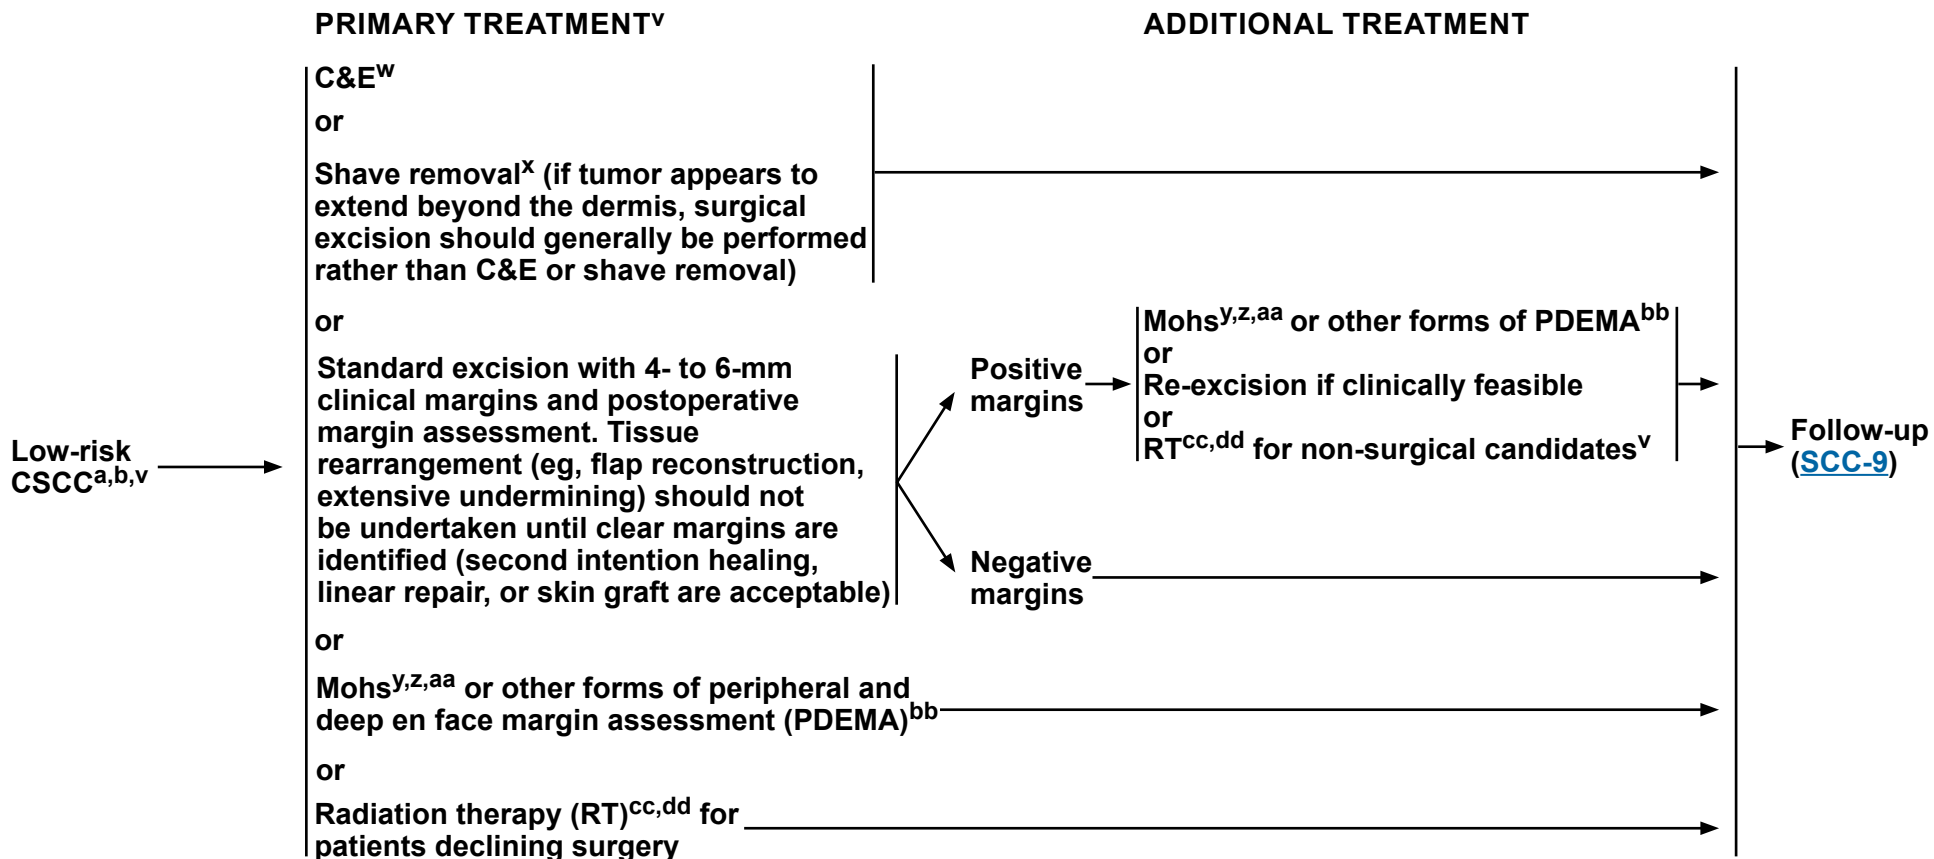 PRIMARY TREATMENTv
ADDITIONAL TREATMENT
C&Ew
or
Shave removalx (if tumor appears to
extend beyond the dermis, surgical
excision should generally be performed
rather than C&E or shave removal)
or
Standard excision with 4- to 6-mm
clinical margins and postoperative
margin assessment. Tissue
rearrangement (eg, flap reconstruction,
extensive undermining) should not
be undertaken until clear margins are
identified (second intention healing,
linear repair, or skin graft are acceptable)
or
Mohsy,z,aa or other forms of peripheral and
deep en face margin assessment (PDEMA)bb
or
Radiation therapy (RT)cc,dd for
patients declining surgery
Low-risk
CSCCa,b,v
Positive
margins
Negative
margins
Mohsy,z,aa or other forms of PDEMAbb
or
Re-excision if clinically feasible
or
RTcc,dd for non-surgical candidatesv
Follow-up
(SCC-9)